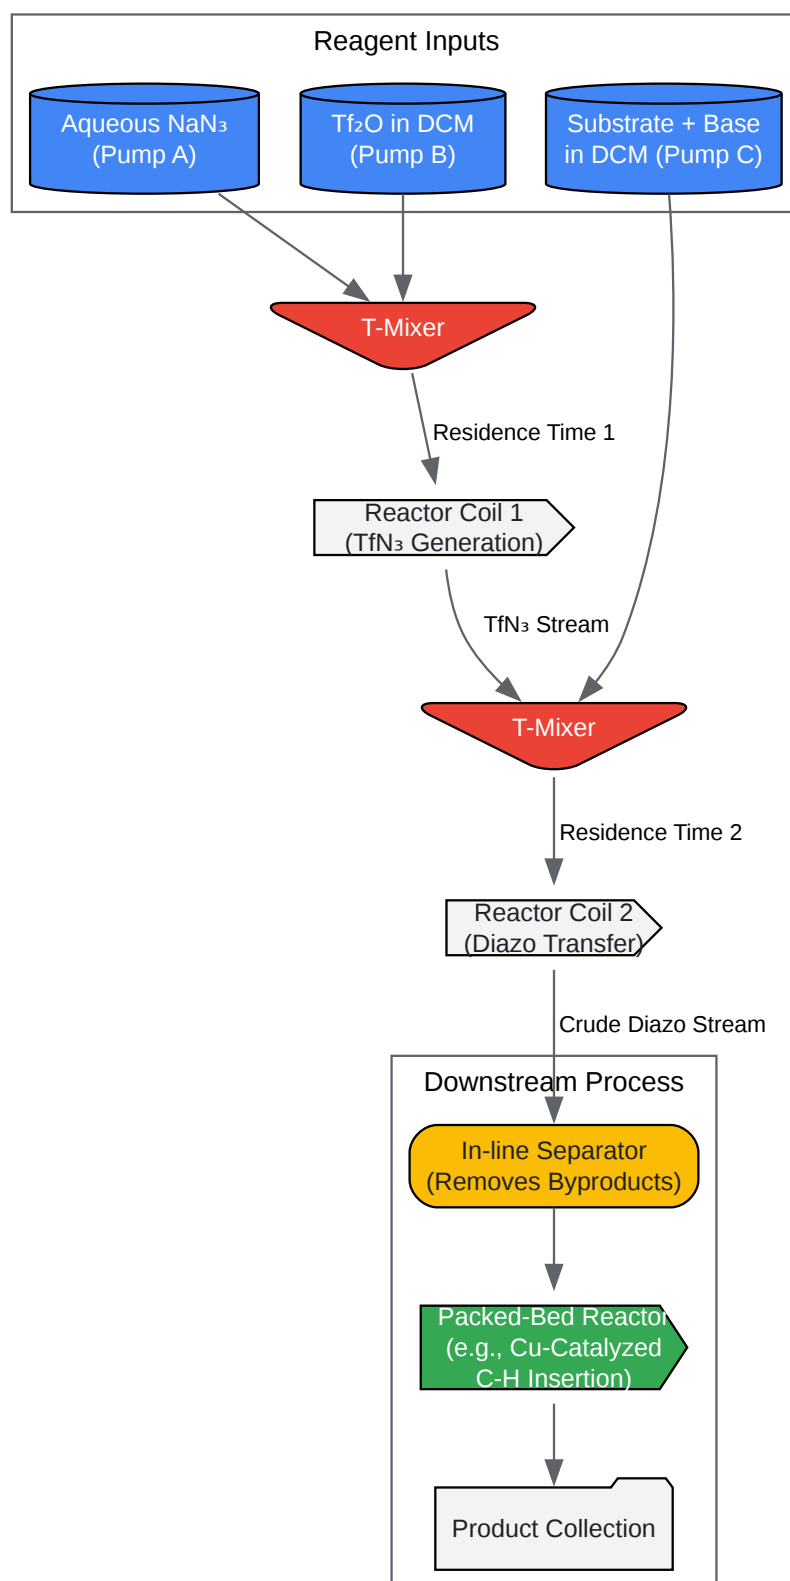 Reagent Inputs
Aqueous NaN₃
(Pump A)
Tf₂O in DCM
(Pump B)
Substrate + Base
in DCM (Pump C)
T-Mixer
Residence Time 1
Reactor Coil 1
(TfN₃ Generation)
TfN₃ Stream
T-Mixer
Residence Time 2
Reactor Coil 2
(Diazo Transfer)
Crude Diazo Stream
Downstream Process
In-line Separator
(Removes Byproducts)
Packed-Bed Reactor
(e.g., Cu-Catalyzed
C-H Insertion)
Product Collection